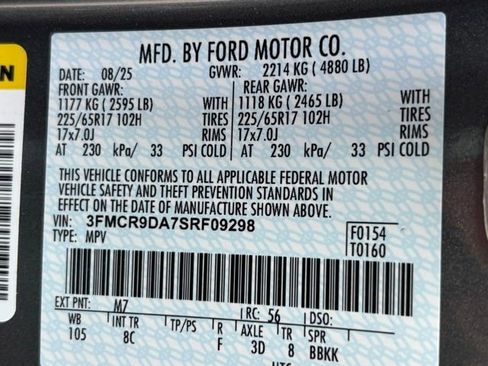 MFD. BY FORD MOTOR CO.
DATE: 08/25 GVWR: 2214 KG ( 4880 LB)
FRONT GAWR: REAR GAWR:
1177 KG ( 2595 LB) WITH 1118 KG ( 2465 LB) WITH
225/65R17 102H TIRES 225/65R17 102H TIRES
17x7.0J RIMS 17x7.0J RIMS
AT 230 kPa/ 33 PSI COLD AT 230 kPa/ 33 PSI COLD
THIS VEHICLE CONFORMS TO ALL APPLICABLE FEDERAL MOTOR
VEHICLE SAFETY AND THEFT PREVENTION STANDARDS IN
EFFECT ON THE DATE OF MANUFACTURE SHOWN ABOVE.
VIN: 3FMCR9DA7SRF09298 F0154
TYPE: MPV T0160
EXT PNT: M7 RC: 56 DSO:
WB INT TR TP/PS R AXLE TR SPR
105 8C F 3D 8 BBKK